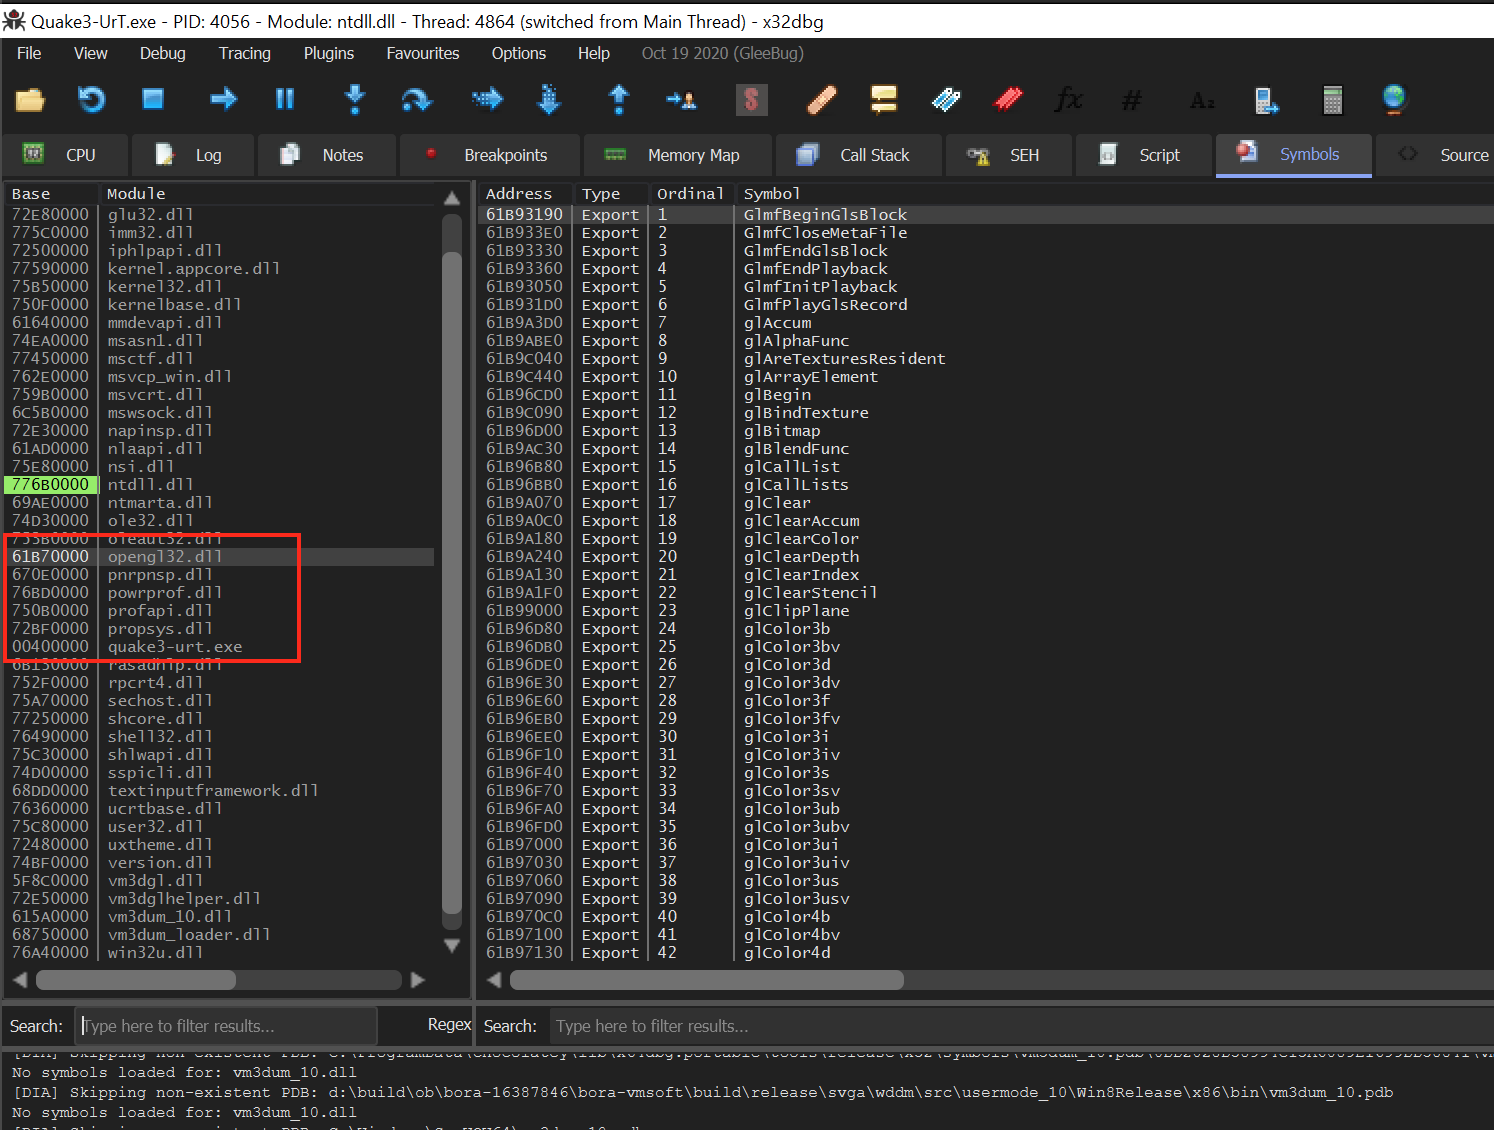 Quake3-UrT.exe - PID: 4056 - Module: ntdll.dll - Thread: 4864 (switched from Main Thread) - x32dbg
File View Debug Tracing Plugins Favourites Options Help Oct 19 2020 (GleeBug)
CPU Log Notes Breakpoints Memory Map Call Stack SEH Script Symbols Source
Base Module
72E80000 glu32.dll
775C0000 imm32.dll
72500000 iphlpapi.dll
77590000 kernel.appcore.dll
75B50000 kernel32.dll
750F0000 kernelbase.dll
61640000 mmdevapi.dll
74EA0000 msasn1.dll
77450000 msctf.dll
762E0000 msvcp_win.dll
759B0000 msvcrt.dll
6C5B0000 mswsock.dll
72E30000 napinsp.dll
61AD0000 nlaapi.dll
75E80000 nsi.dll
776B0000 ntdll.dll
69AE0000 ntmarta.dll
74D30000 ole32.dll
oleaut32.dll
61B70000 opengl32.dll
670E0000 pnrpnsp.dll
76BD0000 powrprof.dll
750B0000 profapi.dll
72BF0000 propsys.dll
00400000 quake3-urt.exe
6B150000 rasadhlp.dll
752F0000 rpcrt4.dll
75A70000 sechost.dll
77250000 shcore.dll
76490000 shell32.dll
75C30000 shlwapi.dll
74D00000 sspicli.dll
68DD0000 textinputframework.dll
76360000 ucrtbase.dll
75C80000 user32.dll
72480000 uxtheme.dll
74BF0000 version.dll
5F8C0000 vm3dgl.dll
72E50000 vm3dglhelper.dll
615A0000 vm3dum_10.dll
68750000 vm3dum_loader.dll
76A40000 win32u.dll
Address Type Ordinal Symbol
61B93190 Export 1 GlmfBeginGlsBlock
61B933E0 Export 2 GlmfCloseMetaFile
61B93330 Export 3 GlmfEndGlsBlock
61B93360 Export 4 GlmfEndPlayback
61B93050 Export 5 GlmfInitPlayback
61B931D0 Export 6 GlmfPlayGlsRecord
61B9A3D0 Export 7 glAccum
61B9ABE0 Export 8 glAlphaFunc
61B9C040 Export 9 glAreTexturesResident
61B9C440 Export 10 glArrayElement
61B96CD0 Export 11 glBegin
61B9C090 Export 12 glBindTexture
61B96D00 Export 13 glBitmap
61B9AC30 Export 14 glBlendFunc
61B96B80 Export 15 glCallList
61B96BB0 Export 16 glCallLists
61B9A070 Export 17 glClear
61B9A0C0 Export 18 glClearAccum
61B9A180 Export 19 glClearColor
61B9A240 Export 20 glClearDepth
61B9A130 Export 21 glClearIndex
61B9A1F0 Export 22 glClearStencil
61B99000 Export 23 glClipPlane
61B96D80 Export 24 glColor3b
61B96DB0 Export 25 glColor3bv
61B96DE0 Export 26 glColor3d
61B96E30 Export 27 glColor3dv
61B96E60 Export 28 glColor3f
61B96EB0 Export 29 glColor3fv
61B96EE0 Export 30 glColor3i
61B96F10 Export 31 glColor3iv
61B96F40 Export 32 glColor3s
61B96F70 Export 33 glColor3sv
61B96FA0 Export 34 glColor3ub
61B96FD0 Export 35 glColor3ubv
61B97000 Export 36 glColor3ui
61B97030 Export 37 glColor3uiv
61B97060 Export 38 glColor3us
61B97090 Export 39 glColor3usv
61B970C0 Export 40 glColor4b
61B97100 Export 41 glColor4bv
61B97130 Export 42 glColor4d
Search: Type here to filter results... Regex
Search: Type here to filter results...
[DIA] Skipping non-existent PDB:
No symbols loaded for: vm3dum_10.dll
[DIA] Skipping non-existent PDB: d:\build\ob\bora-16387846\bora-vmsoft\build\release\svga\wddm\src\usermode_10\Win8Release\x86\bin\vm3dum_10.pdb
No symbols loaded for: vm3dum_10.dll